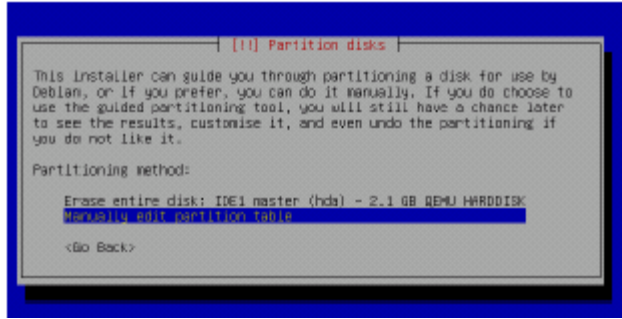 [!!] Partition disks
This installer can guide you through partitioning a disk for use by
Debian, or if you prefer, you can do it manually. If you do choose to
use the guided partitioning tool, you will still have a chance later
to see the results, customise it, and even undo the partitioning if
you do not like it.
Partitioning method:
Erase entire disk: IDE1 master (hda) - 2.1 GB QEMU HARDDISK
Manually edit partition table
<Go Back>